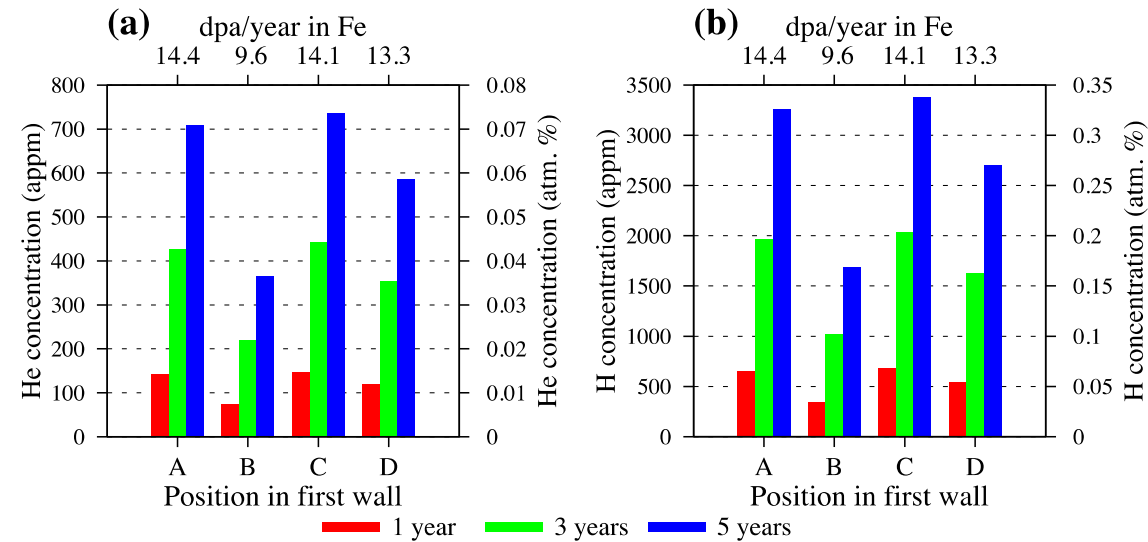 (a)
dpa/year in Fe
14.4 9.6 14.1 13.3
800
700
600
500
400
300
200
100
0
He concentration (appm)
0.08
0.07
0.06
0.05
0.04
0.03
0.02
0.01
0
He concentration (atm. %)
A B C D
Position in first wall
(b)
dpa/year in Fe
14.4 9.6 14.1 13.3
3500
3000
2500
2000
1500
1000
500
0
H concentration (appm)
0.35
0.3
0.25
0.2
0.15
0.1
0.05
0
H concentration (atm. %)
A B C D
Position in first wall
1 year 3 years 5 years